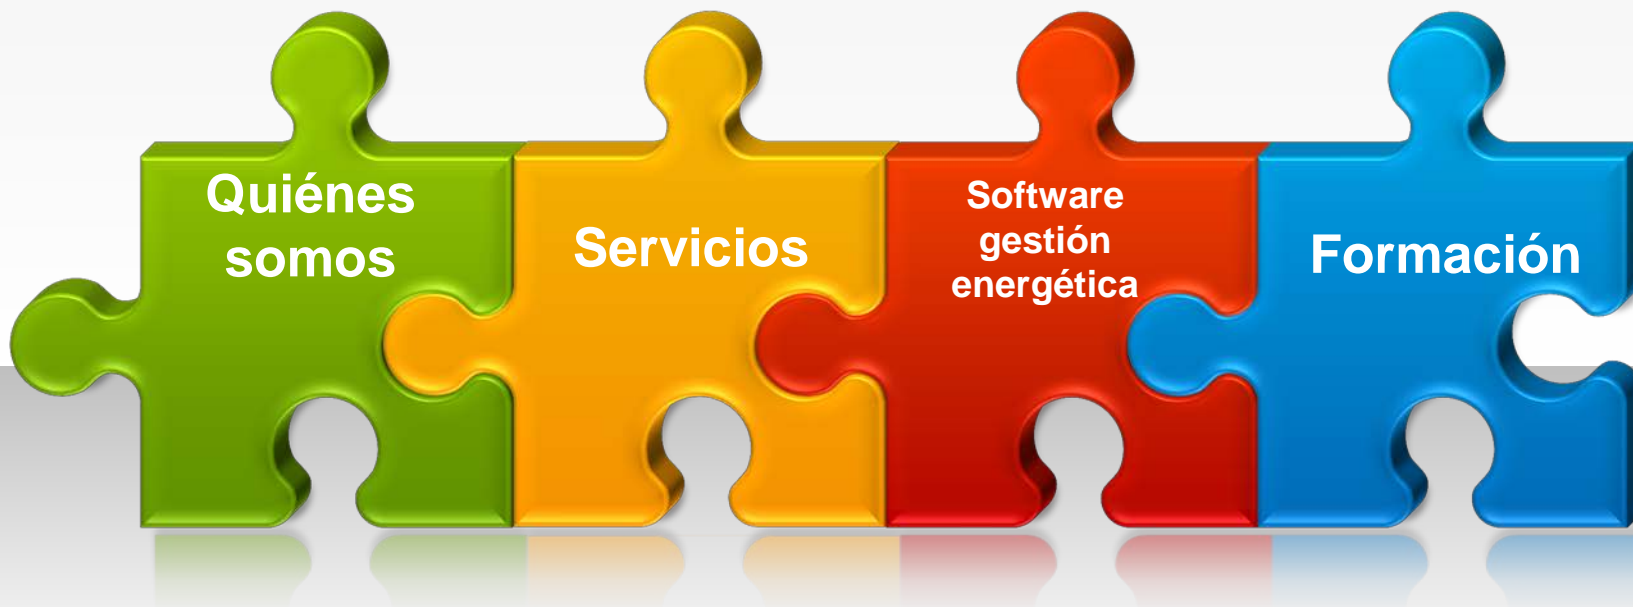 Quiénes
somos
Servicios
Software
gestión
energética
Formación